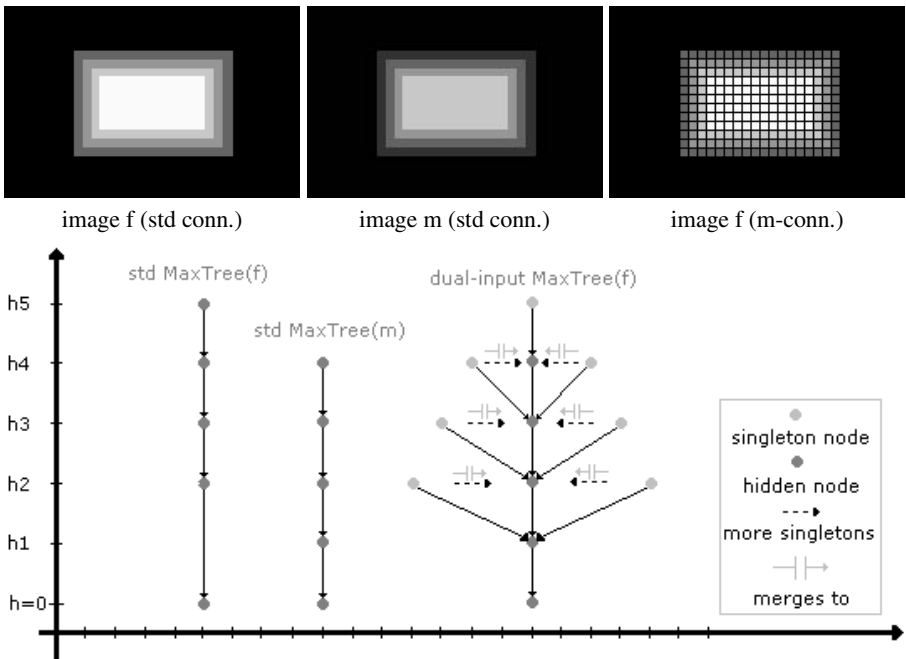 image f (std conn.)
image m (std conn.)
image f (m-conn.)
std MaxTree(f)
dual-input MaxTree(f)
std MaxTree(m)
h5
h4
h3
h2
h1
h=0
singleton node
hidden node
more singletons
merges to